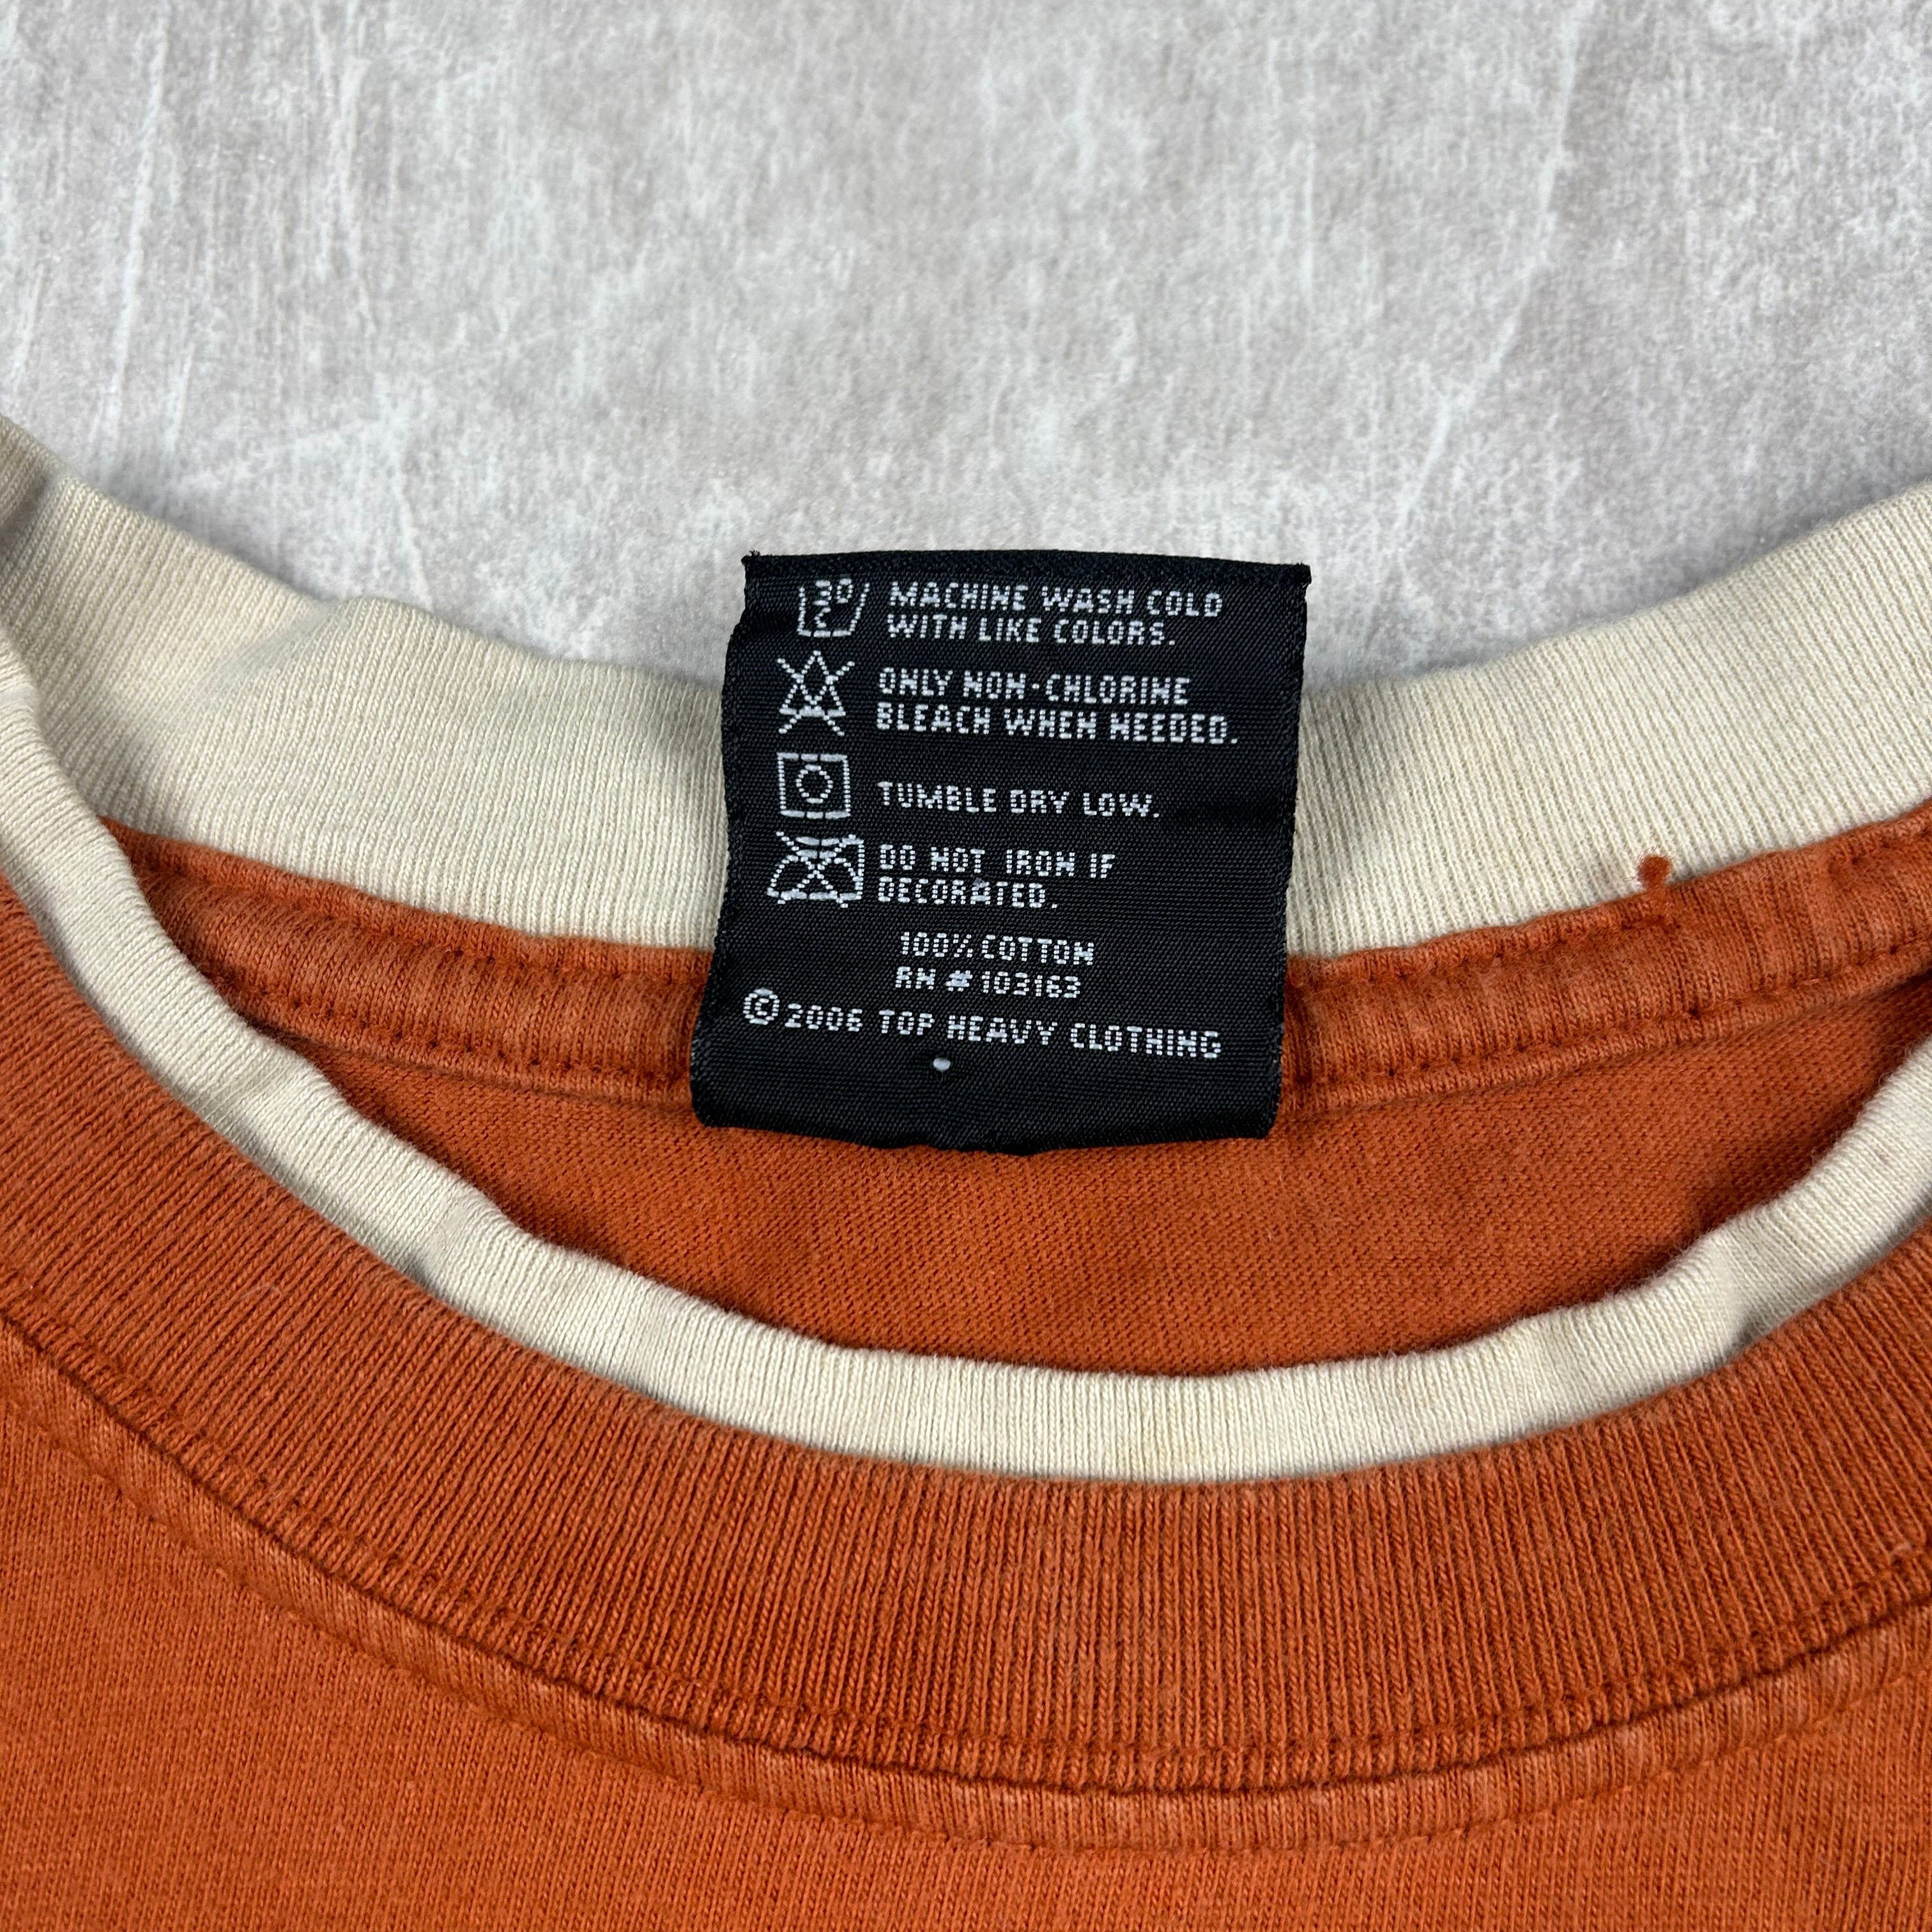 30
C
MACHINE WASH COLD
WITH LIKE COLORS.
ONLY NON-CHLORINE
BLEACH WHEN NEEDED.
TUMBLE DRY LOW.
DO NOT IRON IF
DECORATED.
100% COTTON
RN # 103163
© 2006 TOP HEAVY CLOTHING